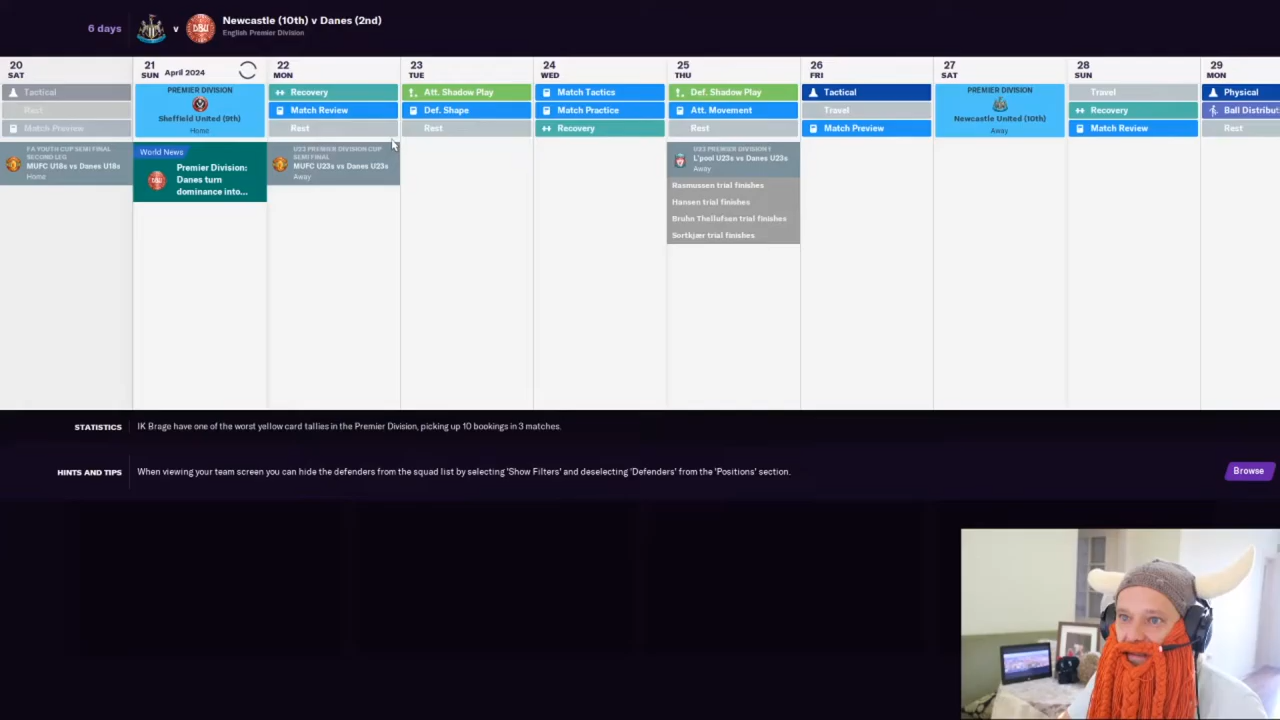 6 days
v
DBU
Newcastle (10th) v Danes (2nd)
English Premier Division
20
SAT
21
SUN April 2024
22
MON
23
TUE
24
WED
25
THU
26
FRI
27
SAT
28
SUN
29
MON
Tactical
Rest
Match Preview
FA YOUTH CUP SEMI FINAL
SECOND LEG
MUFC U18s vs Danes U18s
Home
PREMIER DIVISION
Sheffield United (9th)
Home
World News
Premier Division:
Danes turn
dominance into...
Recovery
Match Review
Rest
U23 PREMIER DIVISION CUP
SEMI FINAL
MUFC U23s vs Danes U23s
Away
Att. Shadow Play
Def. Shape
Rest
Match Tactics
Match Practice
Recovery
Def. Shadow Play
Att. Movement
Rest
U23 PREMIER DIVISION 1
L'pool U23s vs Danes U23s
Away
Rasmussen trial finishes
Hansen trial finishes
Bruhn Thellufsen trial finishes
Sortkjær trial finishes
Tactical
Travel
Match Preview
PREMIER DIVISION
Newcastle United (10th)
Away
Travel
Recovery
Match Review
Physical
Ball Distribut
Rest
STATISTICS
IK Brage have one of the worst yellow card tallies in the Premier Division, picking up 10 bookings in 3 matches.
HINTS AND TIPS
When viewing your team screen you can hide the defenders from the squad list by selecting 'Show Filters' and deselecting 'Defenders' from the 'Positions' section.
Browse